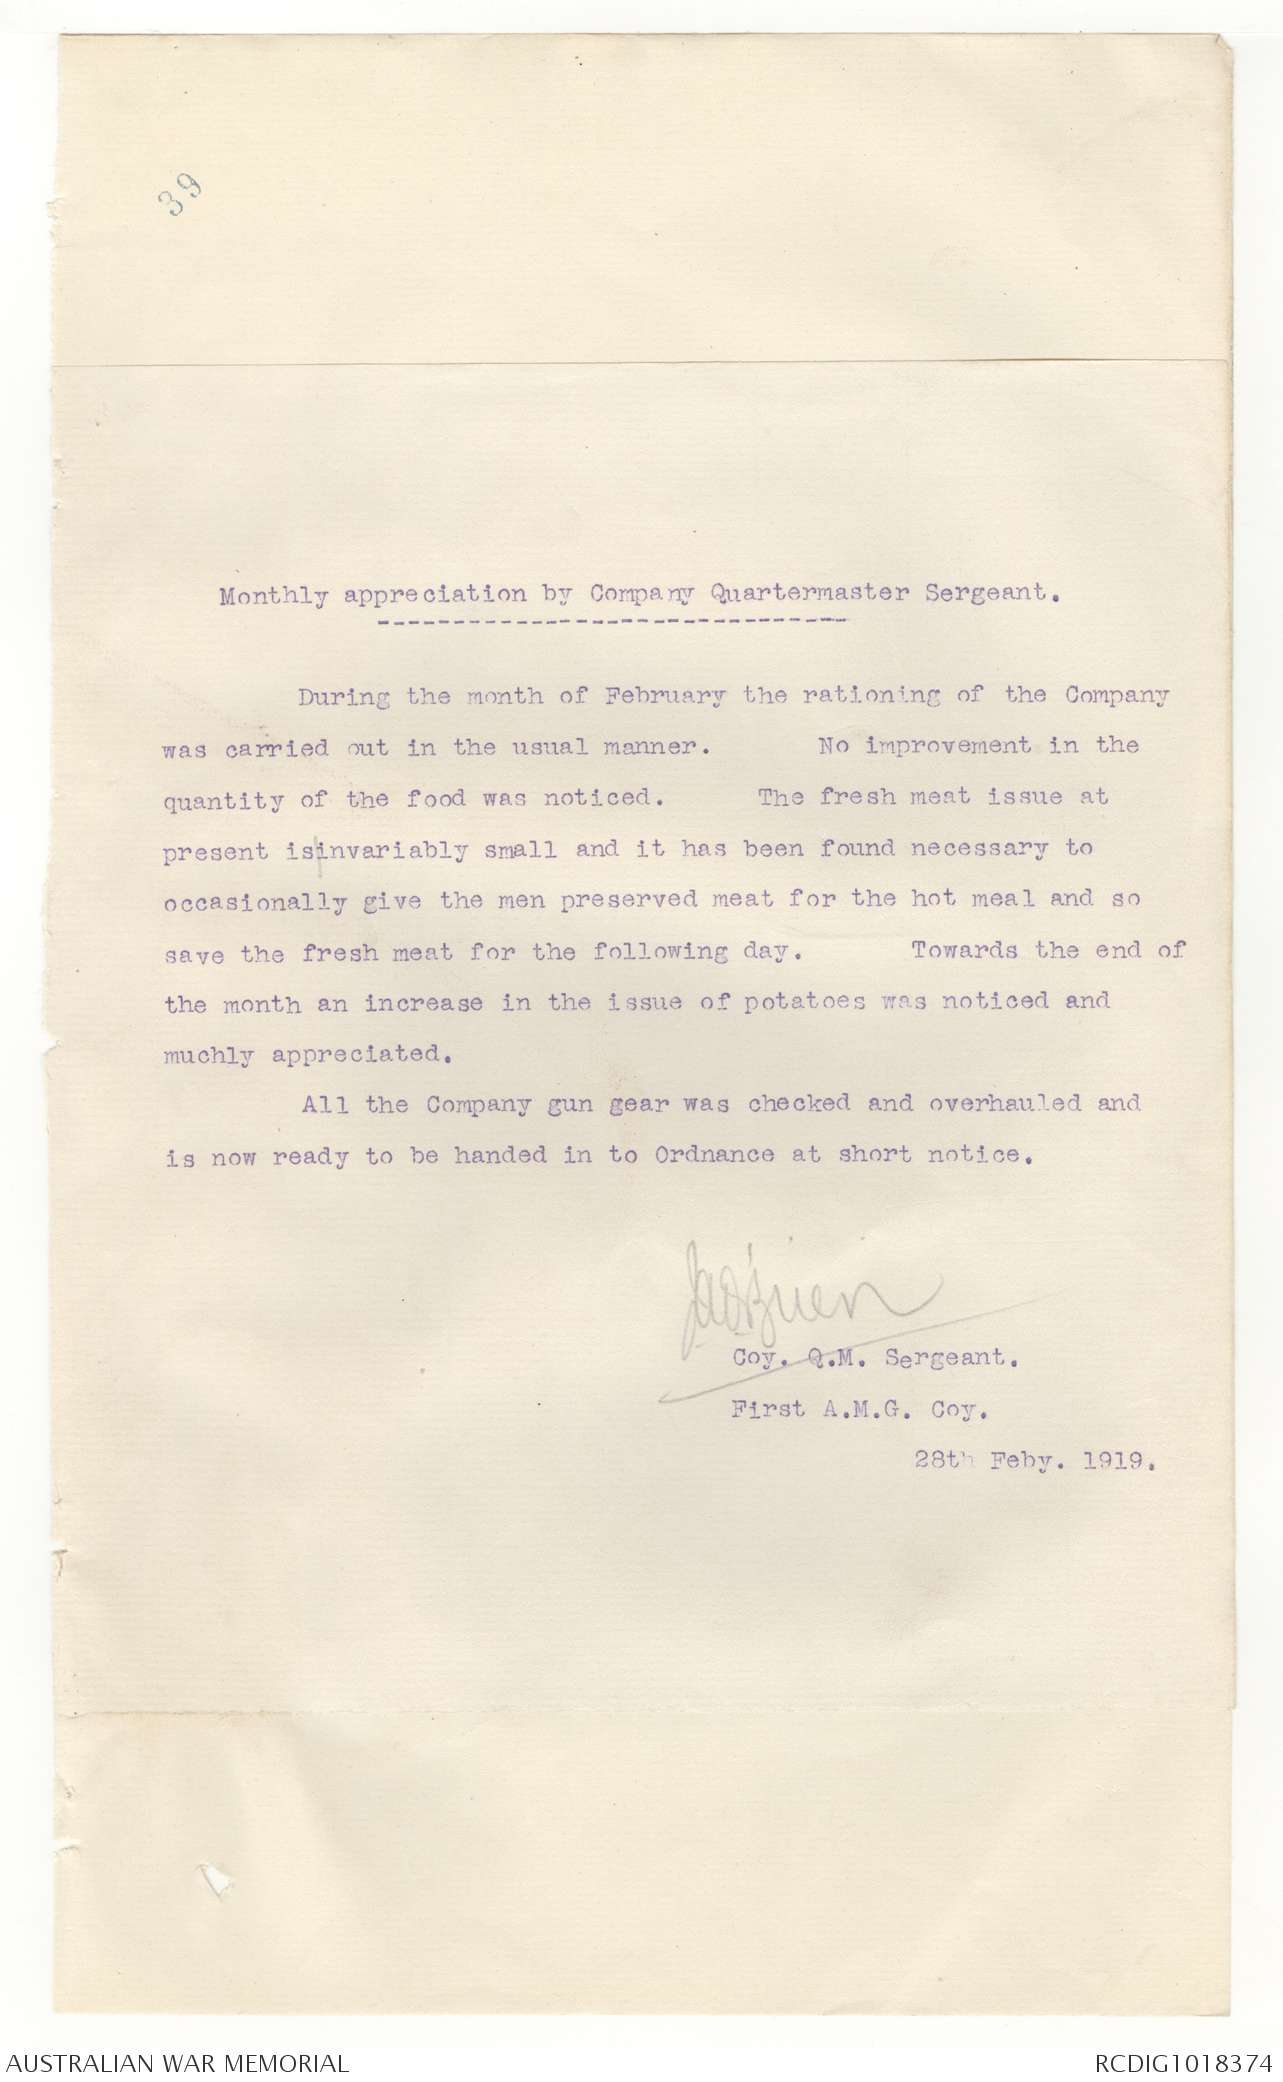 39
Monthly appreciation by Company Quartermaster Sergeant.
During the month of February the rationing of the Company
was carried out in the usual manner. No improvement in the
quantity of the food was noticed. The fresh meat issue at
present is|invariably small and it has been found necessary to
occasionally give the men preserved meat for the hot meal and so
save the fresh meat for the following day. Towards the end of
the month an increase in the issue of potatoes was noticed and
muchly appreciated.
All the Company gun gear was checked and overhauled and
is now ready to be handed in to Ordnance at short notice.
O'Brien
Coy. Q.M. Sergeant.
First A.M.G. Coy.
28th Feby. 1919.
AUSTRALIAN WAR MEMORIAL
RCDIG1018374